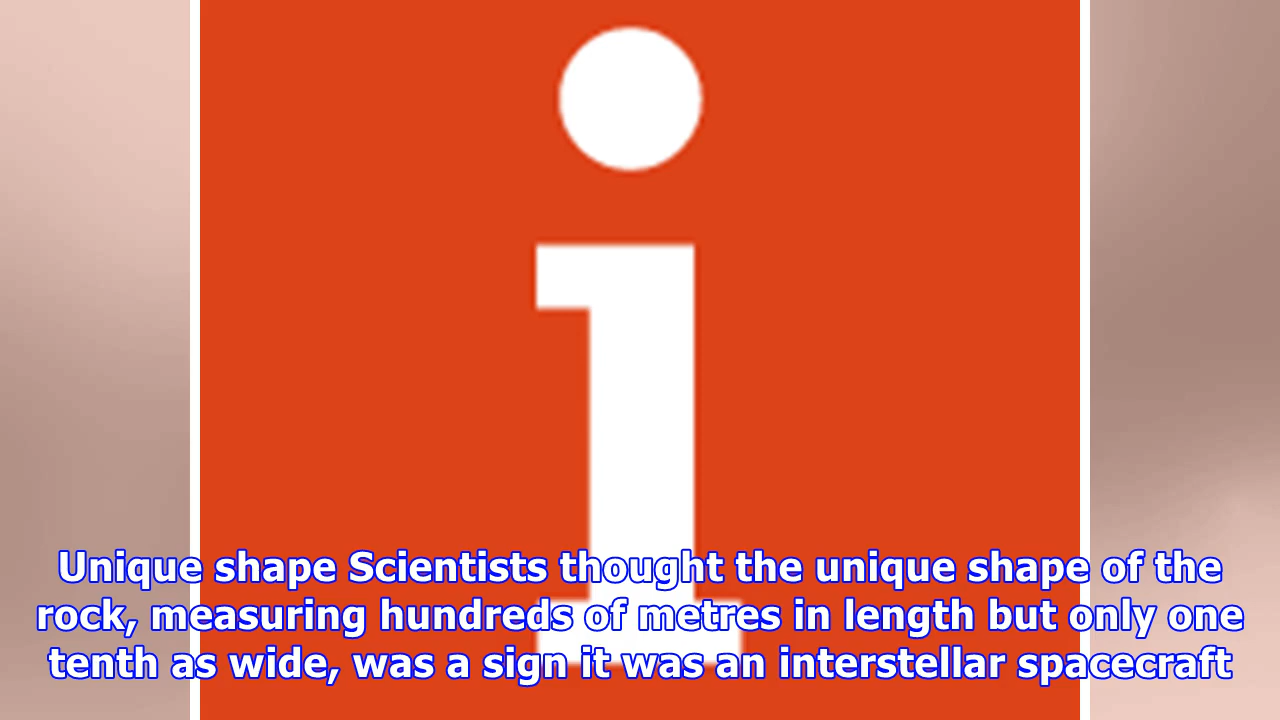 i
Unique shape Scientists thought the unique shape of the
rock, measuring hundreds of metres in length but only one
tenth as wide, was a sign it was an interstellar spacecraft